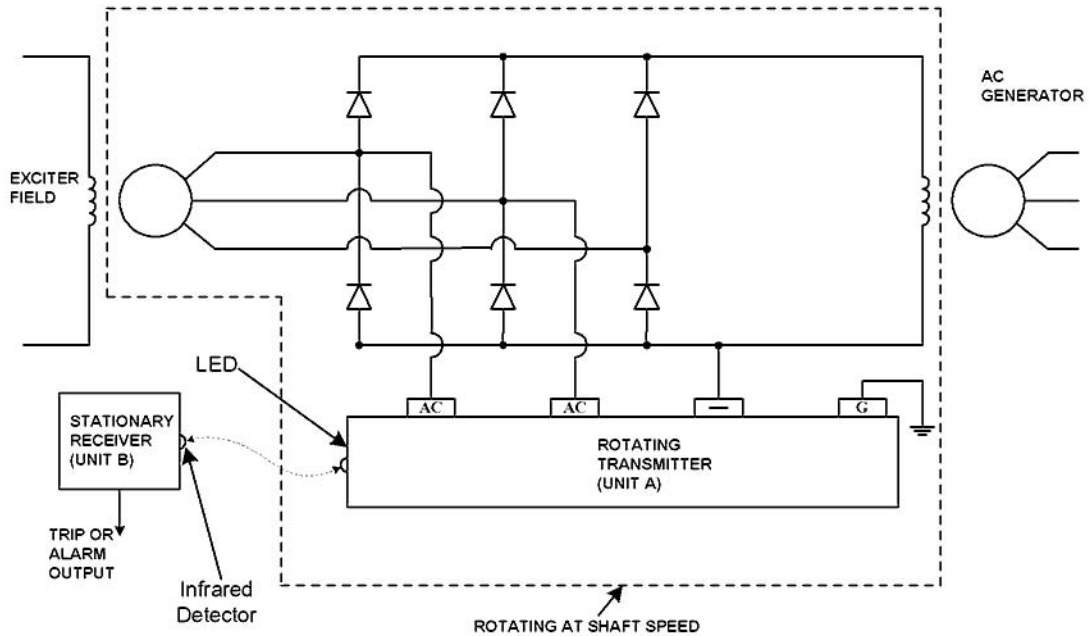 AC
GENERATOR
EXCITER
FIELD
LED
AC
AC
—
G
STATIONARY
RECEIVER
(UNIT B)
ROTATING
TRANSMITTER
(UNIT A)
TRIP OR
ALARM
OUTPUT
Infrared
Detector
ROTATING AT SHAFT SPEED